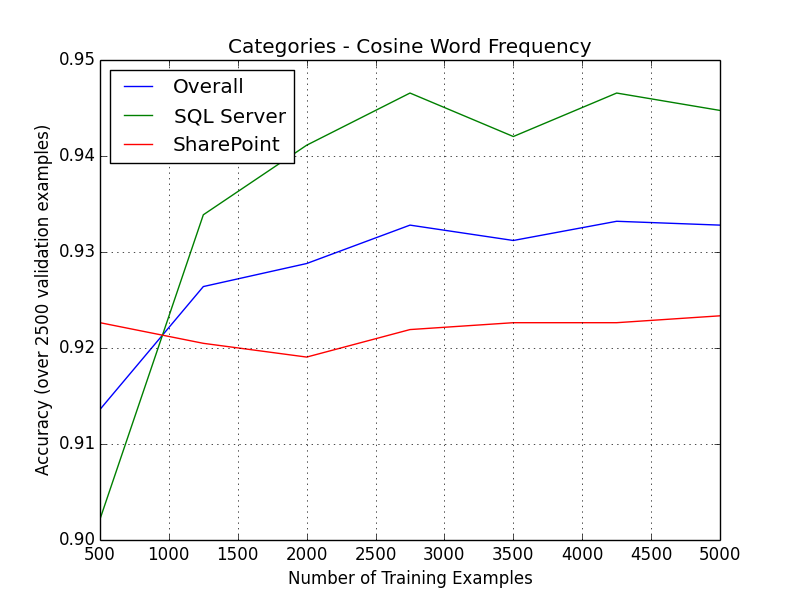 Categories - Cosine Word Frequency
Overall
SQL Server
SharePoint
0.95
0.94
0.93
0.92
0.91
0.90
Accuracy (over 2500 validation examples)
500 1000 1500 2000 2500 3000 3500 4000 4500 5000
Number of Training Examples